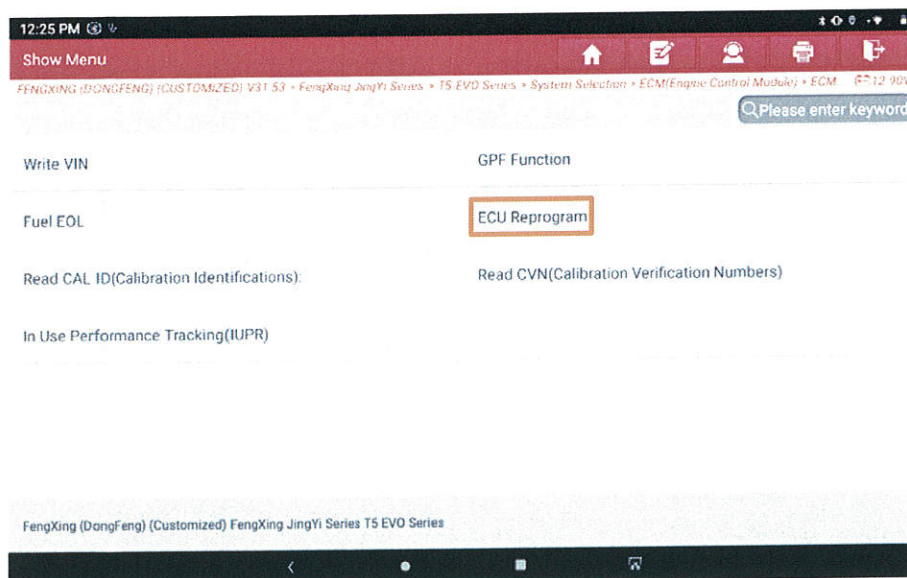 12:25 PM
Show Menu
FENGXING (DONGFENG) (CUSTOMIZED) V31.53 > FengXing JingYi Series > T5 EVO Series > System Selection > ECM(Engine Control Module) > ECM 12.90V
Please enter keyword
Write VIN
GPF Function
Fuel EOL
ECU Reprogram
Read CAL ID(Calibration Identifications):
Read CVN(Calibration Verification Numbers)
In Use Performance Tracking(IUPR)
FengXing (DongFeng) (Customized) FengXing JingYi Series T5 EVO Series